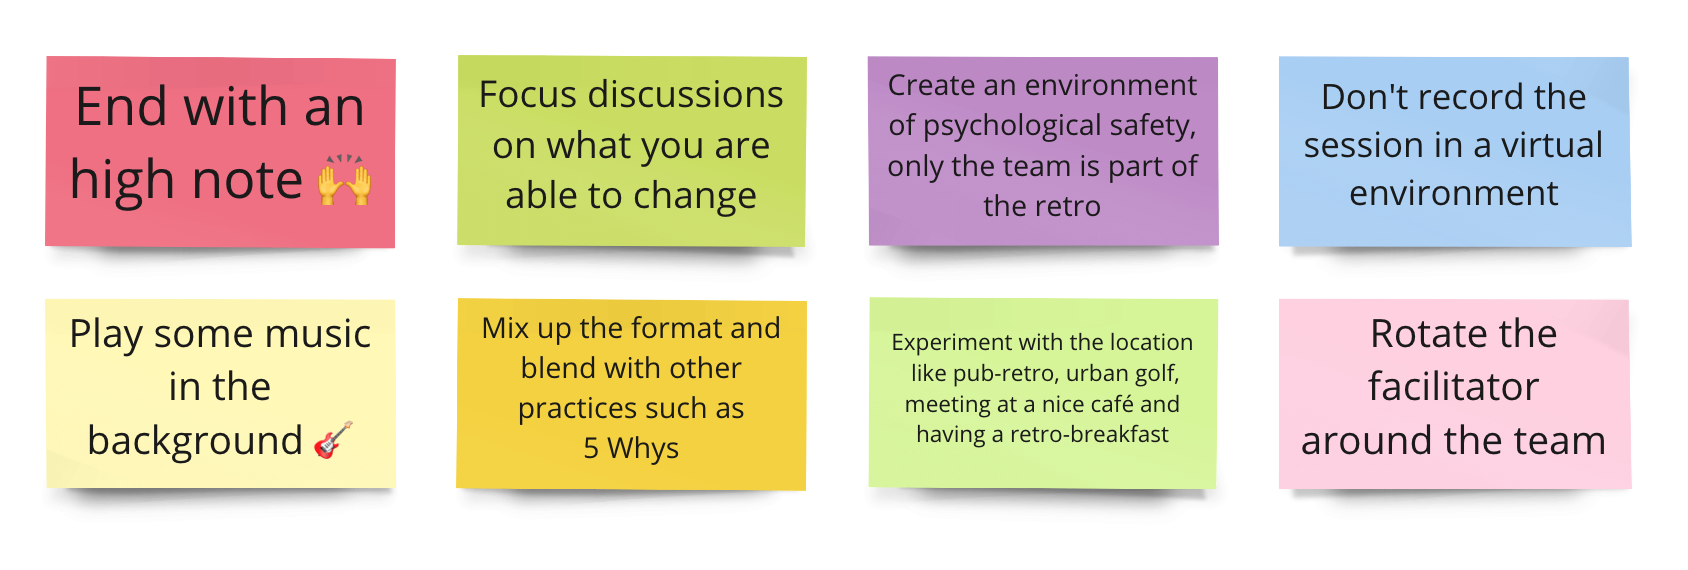 End with an
high note 🙌
Focus discussions
on what you are
able to change
Create an environment
of psychological safety,
only the team is part of
the retro
Don't record the
session in a virtual
environment
Play some music
in the
background 🎸
Mix up the format and
blend with other
practices such as
5 Whys
Experiment with the location
like pub-retro, urban golf,
meeting at a nice café and
having a retro-breakfast
Rotate the
facilitator
around the team